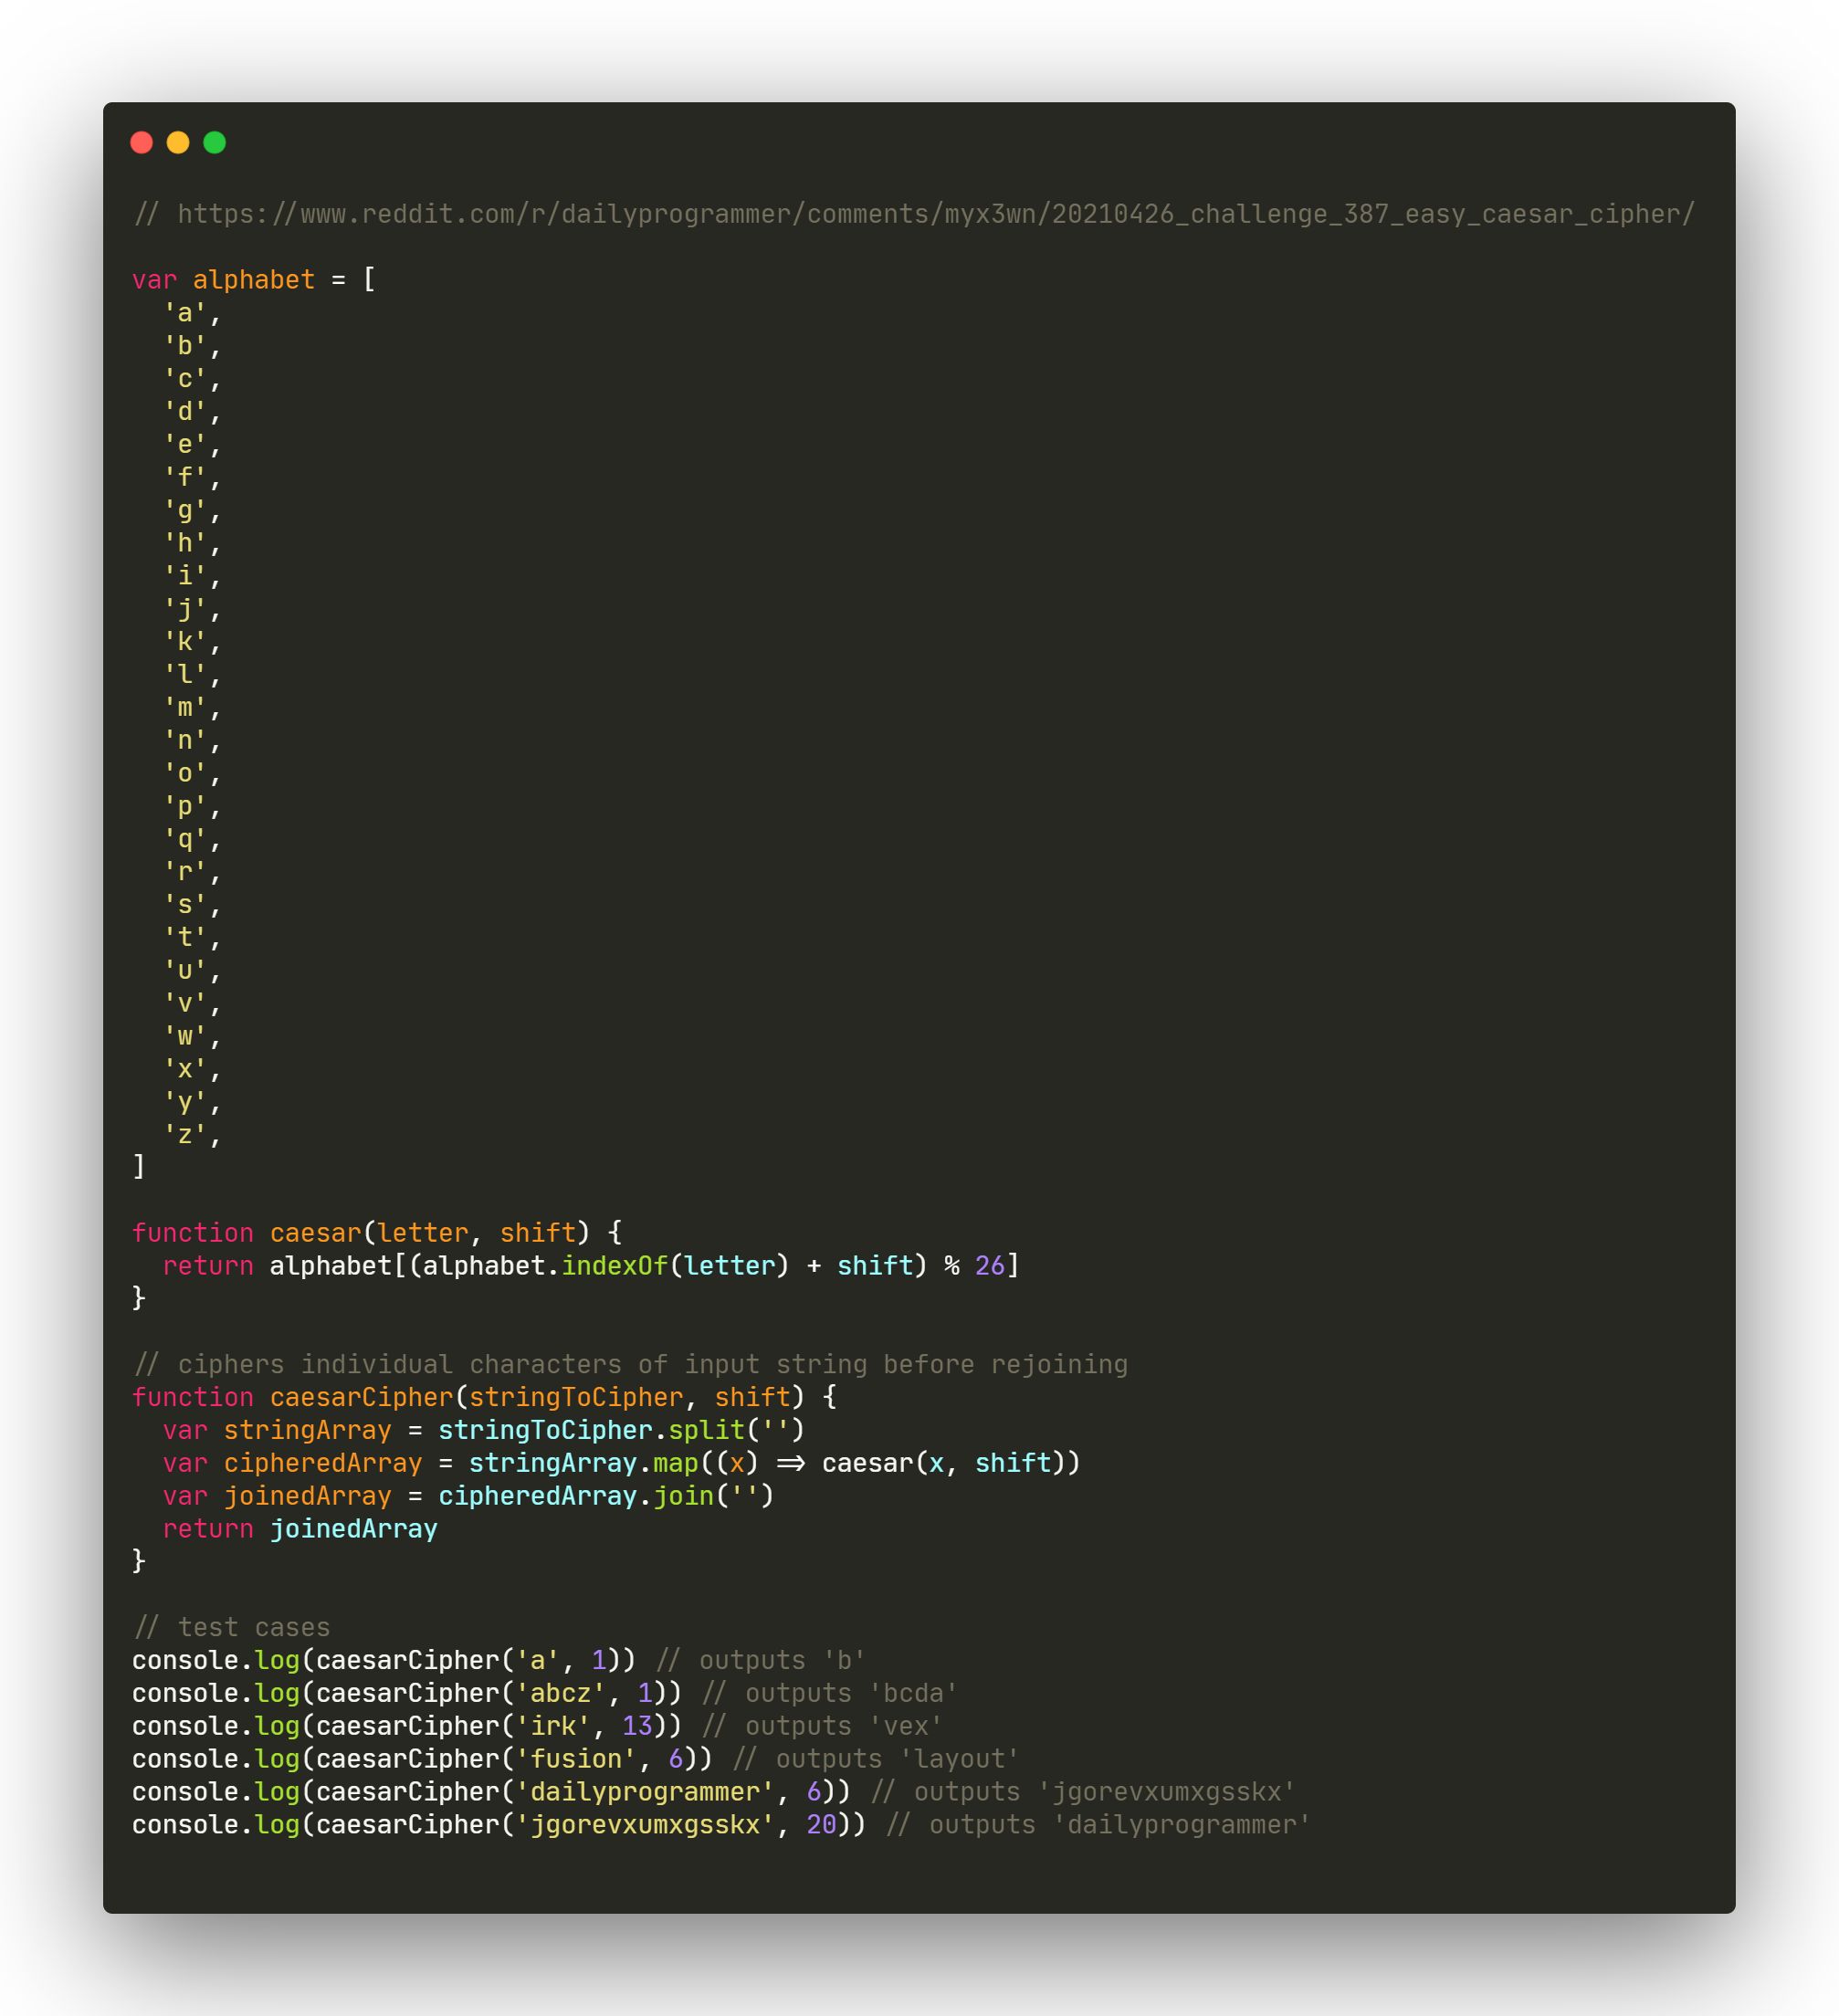 // https://www.reddit.com/r/dailyprogrammer/comments/myx3wn/20210426_challenge_387_easy_caesar_cipher/
var alphabet = [
  'a',
  'b',
  'c',
  'd',
  'e',
  'f',
  'g',
  'h',
  'i',
  'j',
  'k',
  'l',
  'm',
  'n',
  'o',
  'p',
  'q',
  'r',
  's',
  't',
  'u',
  'v',
  'w',
  'x',
  'y',
  'z',
]
function caesar(letter, shift) {
  return alphabet[(alphabet.indexOf(letter) + shift) % 26]
}
// ciphers individual characters of input string before rejoining
function caesarCipher(stringToCipher, shift) {
  var stringArray = stringToCipher.split('')
  var cipheredArray = stringArray.map((x) => caesar(x, shift))
  var joinedArray = cipheredArray.join('')
  return joinedArray
}
// test cases
console.log(caesarCipher('a', 1)) // outputs 'b'
console.log(caesarCipher('abcz', 1)) // outputs 'bcda'
console.log(caesarCipher('irk', 13)) // outputs 'vex'
console.log(caesarCipher('fusion', 6)) // outputs 'layout'
console.log(caesarCipher('dailyprogrammer', 6)) // outputs 'jgorevxumxgsskx'
console.log(caesarCipher('jgorevxumxgsskx', 20)) // outputs 'dailyprogrammer'